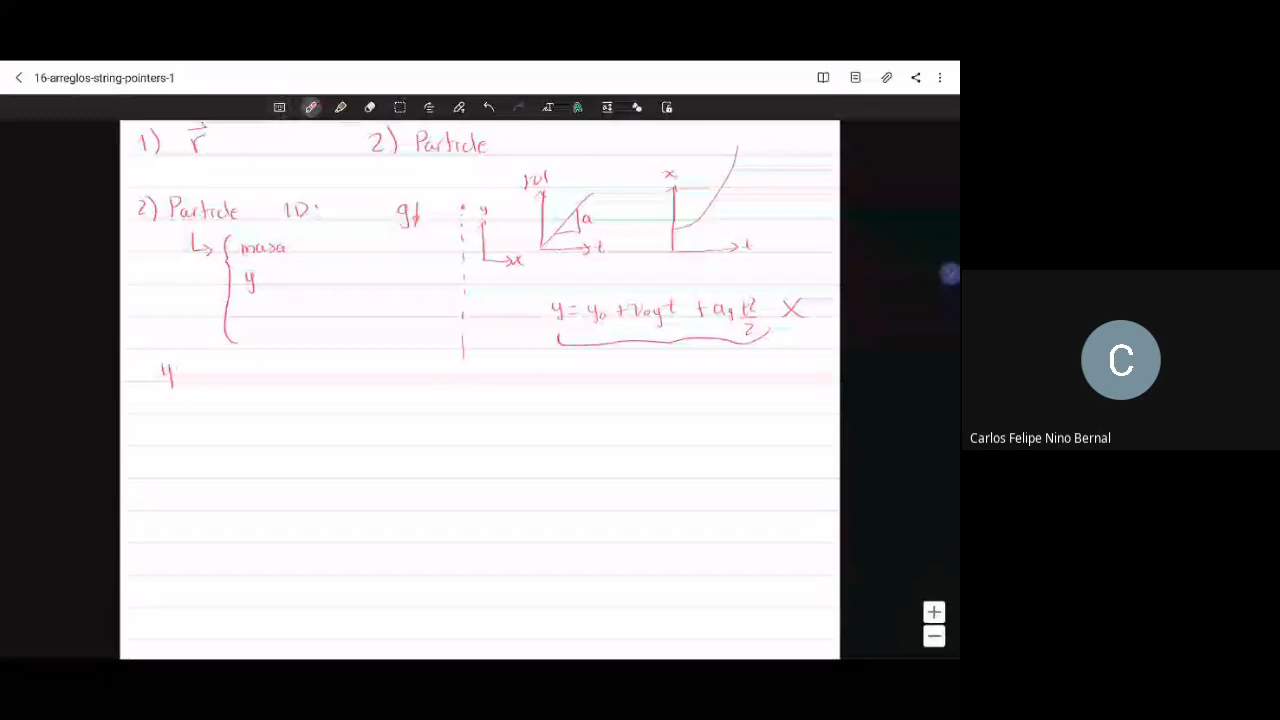 16-arreglos-string-pointers-1
1) r⃗ 2) Particle
2) Particle 1D: g↓ y x |v| a t x t
masa
y
y = y₀ + v₀y t + a_y t²/2 X
y
C
Carlos Felipe Nino Bernal